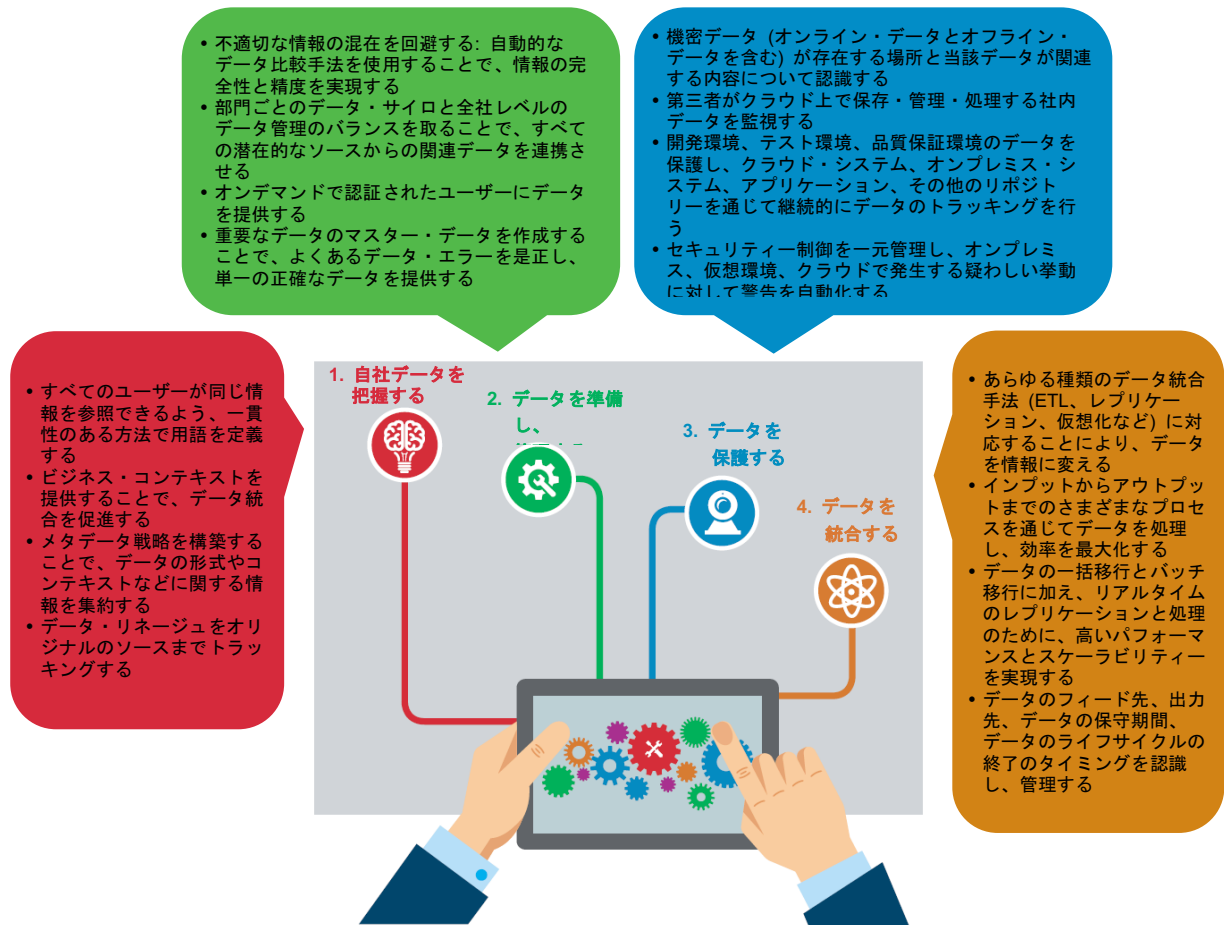 • 不適切な情報の混在を回避する: 自動的な
データ比較手法を使用することで、情報の完
全性と精度を実現する
• 部門ごとのデータ・サイロと全社レベルの
データ管理のバランスを取ることで、すべて
の潜在的なソースからの関連データを連携さ
せる
• オンデマンドで認証されたユーザーにデータ
を提供する
• 重要なデータのマスター・データを作成する
ことで、よくあるデータ・エラーを是正し、
単一の正確なデータを提供する
• 機密データ (オンライン・データとオフライン・
データを含む) が存在する場所と当該データが関連
する内容について認識する
• 第三者がクラウド上で保存・管理・処理する社内
データを監視する
• 開発環境、テスト環境、品質保証環境のデータを
保護し、クラウド・システム、オンプレミス・シ
ステム、アプリケーション、その他のリポジト
リーを通じて継続的にデータのトラッキングを行
う
• セキュリティー制御を一元管理し、オンプレミ
ス、仮想環境、クラウドで発生する疑わしい挙動
に対して警告を自動化する
• すべてのユーザーが同じ情
報を参照できるよう、一貫
性のある方法で用語を定義
する
• ビジネス・コンテキストを
提供することで、データ統
合を促進する
• メタデータ戦略を構築する
ことで、データの形式やコ
ンテキストなどに関する情
報を集約する
• データ・リネージュをオリ
ジナルのソースまでトラッ
キングする
1. 自社データを
把握する
2. データを準備
し、
3. データを
保護する
4. データを
統合する
• あらゆる種類のデータ統合
手法 (ETL、レプリケー
ション、仮想化など) に対
応することにより、データ
を情報に変える
• インプットからアウトプッ
トまでのさまざまなプロセ
スを通じてデータを処理
し、効率を最大化する
• データの一括移行とバッチ
移行に加え、リアルタイム
のレプリケーションと処理
のために、高いパフォーマ
ンスとスケーラビリティー
を実現する
• データのフィード先、出力
先、データの保守期間、
データのライフサイクルの
終了のタイミングを認識
し、管理する